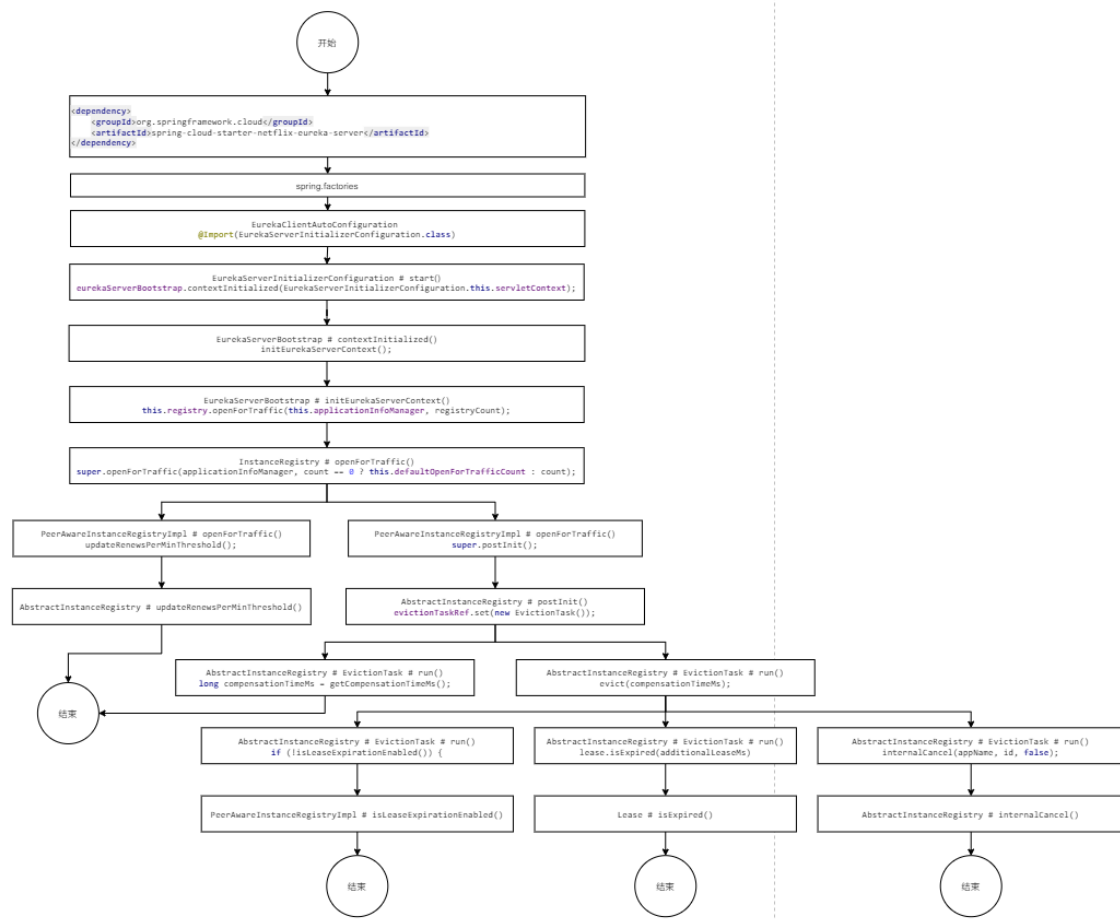 开始
<dependency>
<groupId>org.springframework.cloud</groupId>
<artifactId>spring-cloud-starter-netflix-eureka-server</artifactId>
</dependency>
spring.factories
EurekaClientAutoConfiguration
@Import(EurekaServerInitializerConfiguration.class)
EurekaServerInitializerConfiguration # start()
eurekaServerBootstrap.contextInitialized(EurekaServerInitializerConfiguration.this.servletContext);
EurekaServerBootstrap # contextInitialized()
initEurekaServerContext();
EurekaServerBootstrap # initEurekaServerContext()
this.registry.openForTraffic(this.applicationInfoManager, registryCount);
InstanceRegistry # openForTraffic()
super.openForTraffic(applicationInfoManager, count == 0 ? this.defaultOpenForTrafficCount : count);
PeerAwareInstanceRegistryImpl # openForTraffic()
updateRenewsPerMinThreshold();
PeerAwareInstanceRegistryImpl # openForTraffic()
super.postInit();
AbstractInstanceRegistry # updateRenewsPerMinThreshold()
AbstractInstanceRegistry # postInit()
evictionTaskRef.set(new EvictionTask());
AbstractInstanceRegistry # EvictionTask # run()
long compensationTimeMs = getCompensationTimeMs();
AbstractInstanceRegistry # EvictionTask # run()
evict(compensationTimeMs);
结束
AbstractInstanceRegistry # EvictionTask # run()
if (!isLeaseExpirationEnabled()) {
AbstractInstanceRegistry # EvictionTask # run()
lease.isExpired(additionalLeaseMs)
AbstractInstanceRegistry # EvictionTask # run()
internalCancel(appName, id, false);
PeerAwareInstanceRegistryImpl # isLeaseExpirationEnabled()
Lease # isExpired()
AbstractInstanceRegistry # internalCancel()
结束
结束
结束